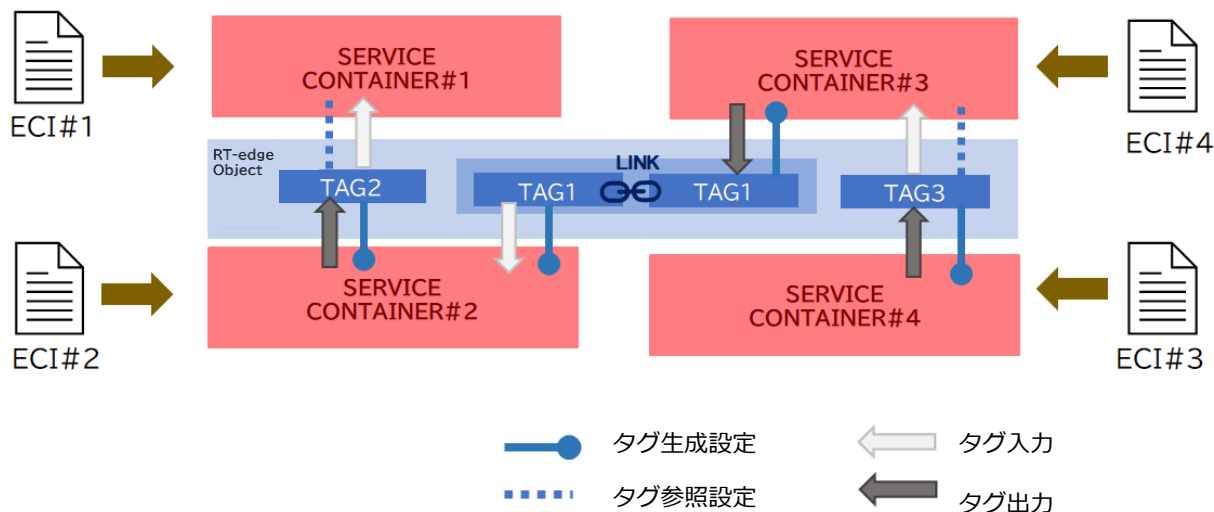 SERVICE
CONTAINER#1
SERVICE
CONTAINER#3
ECI#1
ECI#4
RT-edge
Object
LINK
TAG2
TAG1
TAG1
TAG3
SERVICE
CONTAINER#2
SERVICE
CONTAINER#4
ECI#2
ECI#3
タグ生成設定
タグ入力
タグ参照設定
タグ出力